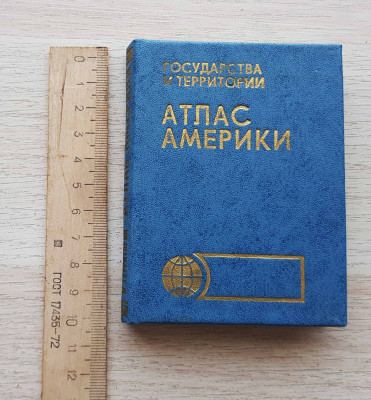 ГОСУДАРСТВА
И ТЕРРИТОРИИ
АТЛАС
АМЕРИКИ
0
1
2
3
4
5
6
7
8
9
10
11
12
ГОСТ 17435-72